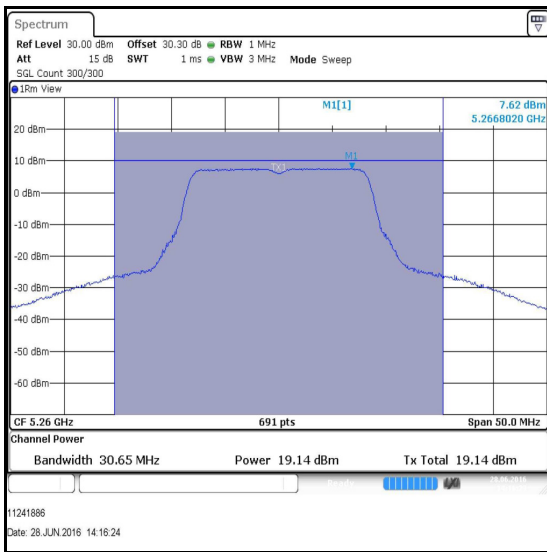 Spectrum
Ref Level 30.00 dBm Offset 30.30 dB RBW 1 MHz
Att 15 dB SWT 1 ms VBW 3 MHz Mode Sweep
SGL Count 300/300
1Rm View
M1[1] 7.62 dBm
5.2668020 GHz
20 dBm
10 dBm
M1
TX1
0 dBm
-10 dBm
-20 dBm
-30 dBm
-40 dBm
-50 dBm
-60 dBm
CF 5.26 GHz 691 pts Span 50.0 MHz
Channel Power
Bandwidth 30.65 MHz Power 19.14 dBm Tx Total 19.14 dBm
Ready 28.06.2016
11241886
Date: 28.JUN.2016 14:16:24